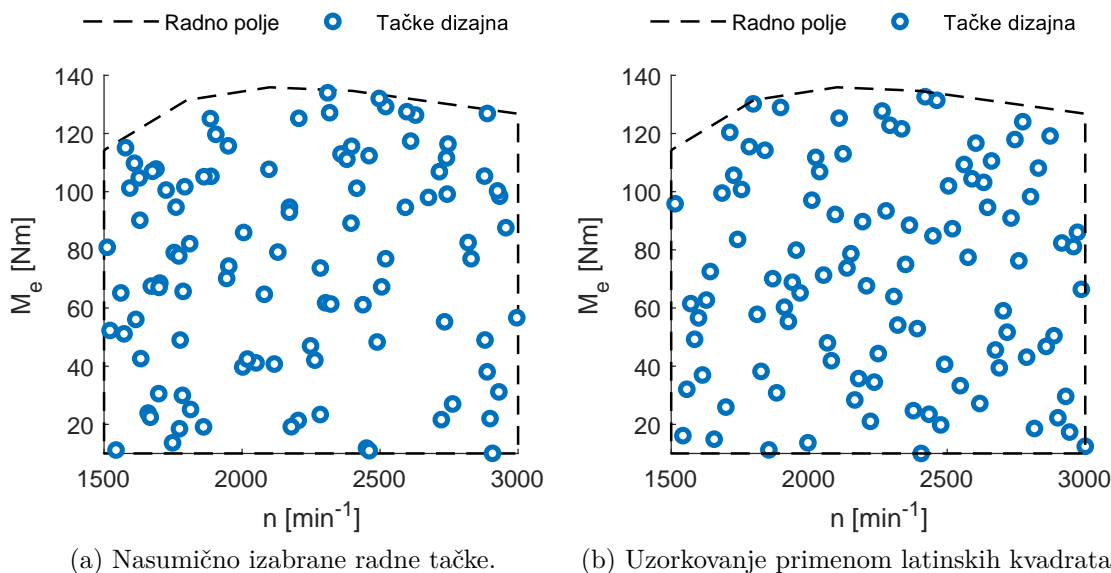 Radno polje Tačke dizajna
140
120
100
80
60
40
20
M_e [Nm]
1500 2000 2500 3000
n [min⁻¹]
(a) Nasumično izabrane radne tačke.
Radno polje Tačke dizajna
140
120
100
80
60
40
20
M_e [Nm]
1500 2000 2500 3000
n [min⁻¹]
(b) Uzorkovanje primenom latinskih kvadrata